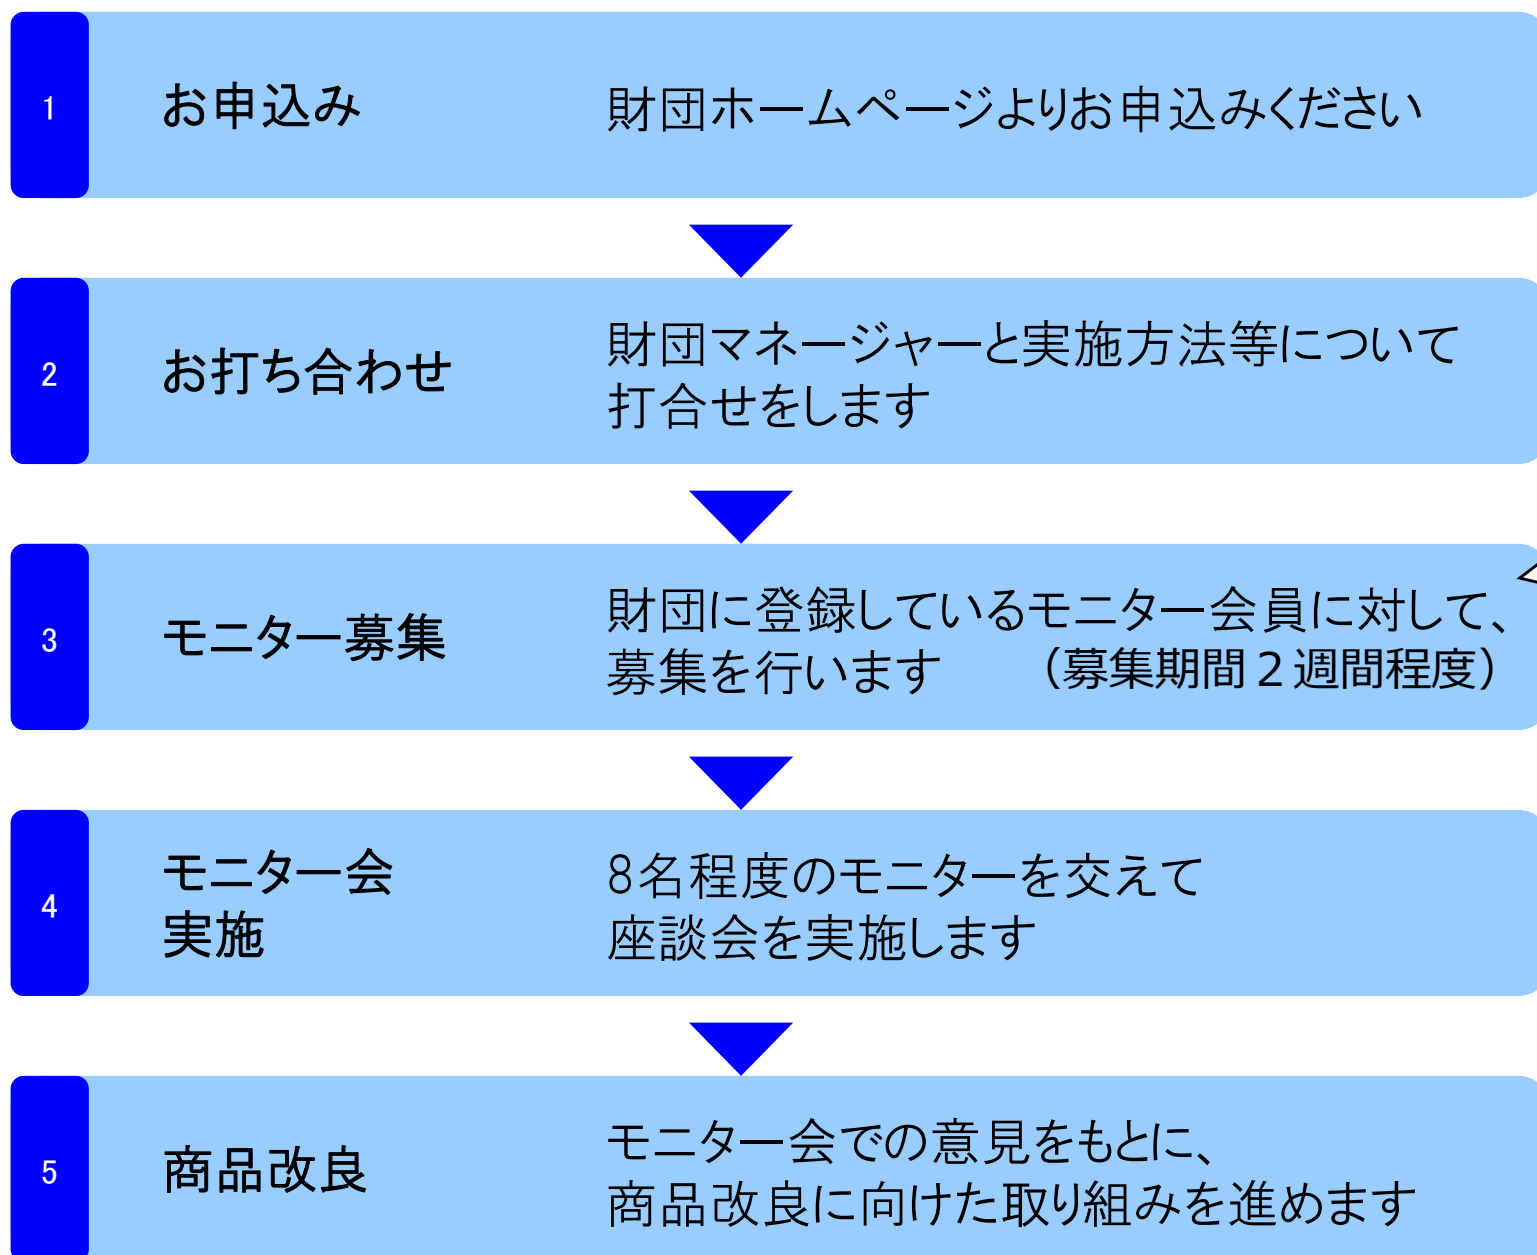 1
お申込み
財団ホームページよりお申込みください
2
お打ち合わせ
財団マネージャーと実施方法等について
打合せをします
3
モニター募集
財団に登録しているモニター会員に対して、
募集を行います　（募集期間２週間程度）
4
モニター会
実施
8名程度のモニターを交えて
座談会を実施します
5
商品改良
モニター会での意見をもとに、
商品改良に向けた取り組みを進めます